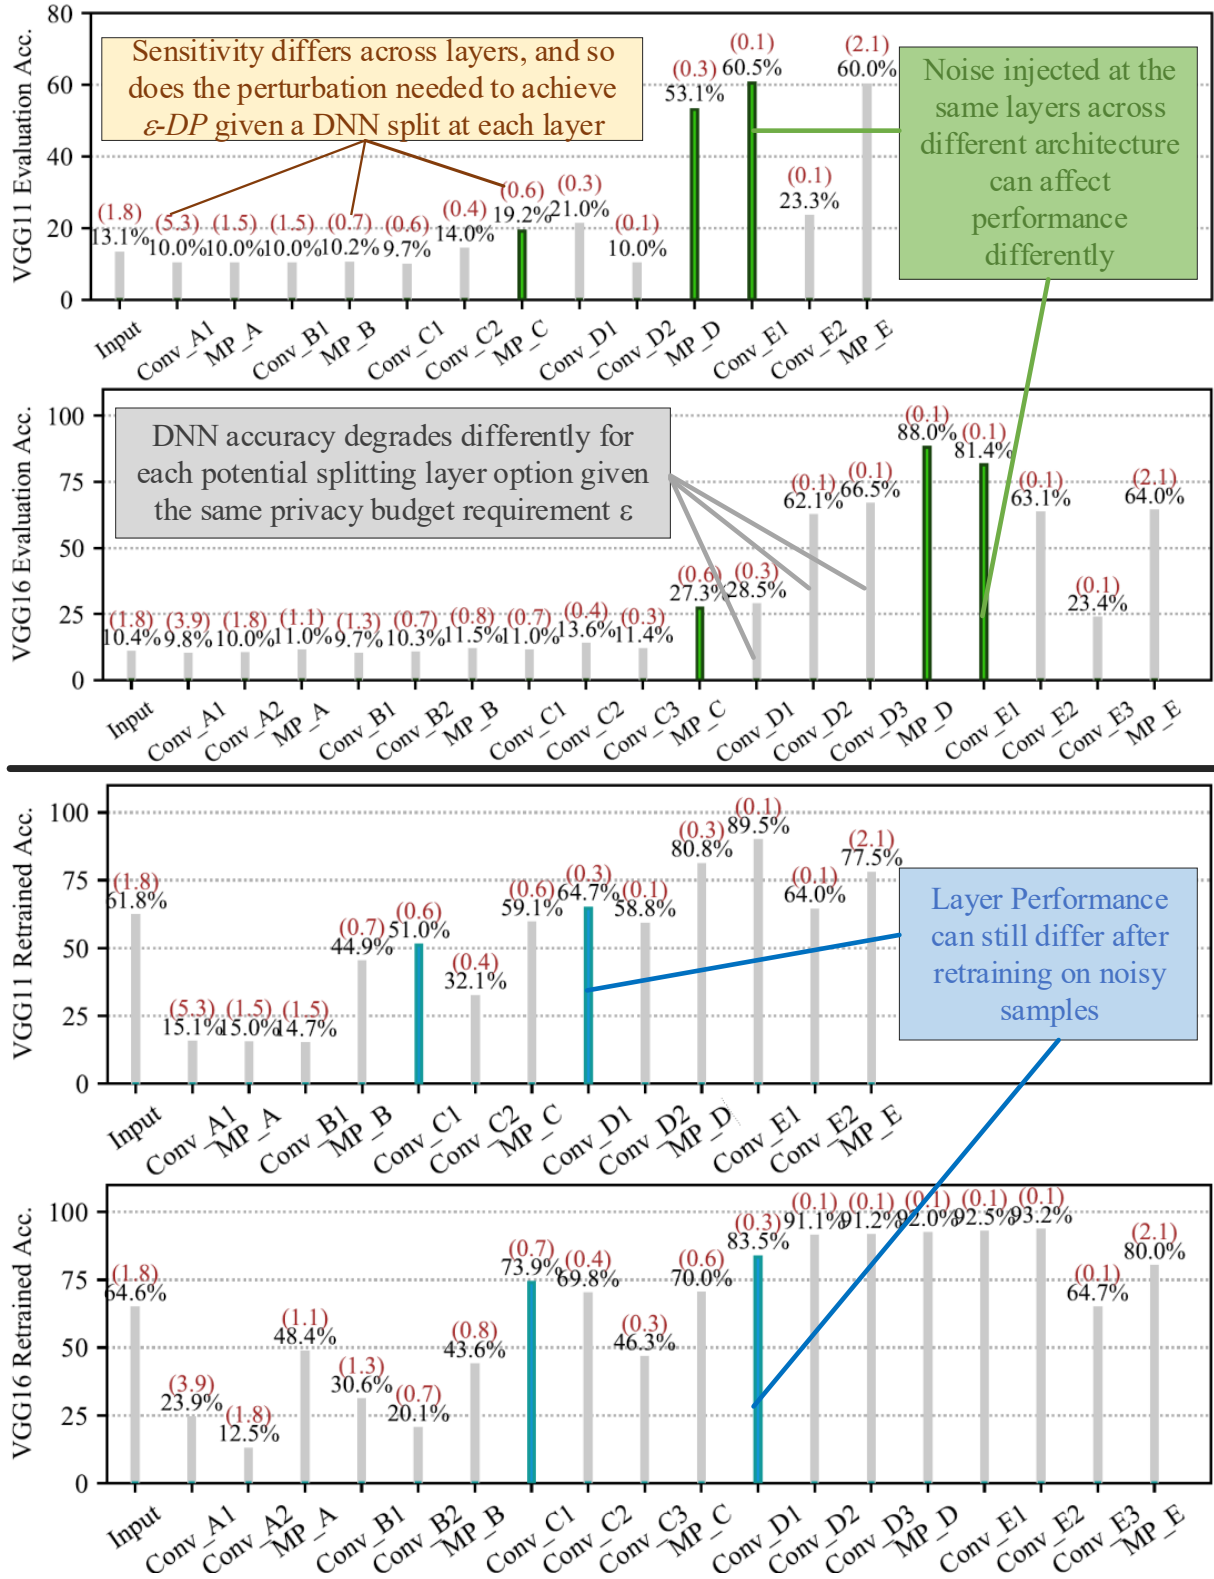 VGG11 Evaluation Acc.
80
60
40
20
0
Sensitivity differs across layers, and so
does the perturbation needed to achieve
ε-DP given a DNN split at each layer
Noise injected at the
same layers across
different architecture
can affect
performance
differently
(1.8) (5.3) (1.5) (1.5) (0.7) (0.6) (0.4) (0.6) (0.3) (0.1) (0.3) (0.1) (0.1) (2.1)
13.1% 10.0% 10.0% 10.0% 10.2% 9.7% 14.0% 19.2% 21.0% 10.0% 53.1% 60.5% 23.3% 60.0%
Input Conv_A1 MP_A Conv_B1 MP_B Conv_C1 Conv_C2 MP_C Conv_D1 Conv_D2 MP_D Conv_E1 Conv_E2 MP_E
VGG16 Evaluation Acc.
100
75
50
25
0
DNN accuracy degrades differently for
each potential splitting layer option given
the same privacy budget requirement ε
(1.8) (3.9) (1.8) (1.1) (1.3) (0.7) (0.8) (0.7) (0.4) (0.3) (0.6) (0.3) (0.1) (0.1) (0.1) (0.1) (0.1) (0.1) (2.1)
10.4% 9.8% 10.0% 11.0% 9.7% 10.3% 11.5% 11.0% 13.6% 11.4% 27.3% 28.5% 62.1% 66.5% 88.0% 81.4% 63.1% 23.4% 64.0%
Input Conv_A1 Conv_A2 MP_A Conv_B1 Conv_B2 MP_B Conv_C1 Conv_C2 Conv_C3 MP_C Conv_D1 Conv_D2 Conv_D3 MP_D Conv_E1 Conv_E2 Conv_E3 MP_E
VGG11 Retrained Acc.
100
75
50
25
0
(1.8) (5.3) (1.5) (1.5) (0.7) (0.6) (0.4) (0.6) (0.3) (0.1) (0.3) (0.1) (0.1) (2.1)
61.8% 15.1% 15.0% 14.7% 44.9% 51.0% 32.1% 59.1% 64.7% 58.8% 80.8% 89.5% 64.0% 77.5%
Layer Performance
can still differ after
retraining on noisy
samples
Input Conv_A1 MP_A Conv_B1 MP_B Conv_C1 Conv_C2 MP_C Conv_D1 Conv_D2 MP_D Conv_E1 Conv_E2 MP_E
VGG16 Retrained Acc.
100
75
50
25
0
(1.8) (3.9) (1.8) (1.1) (1.3) (0.7) (0.8) (0.7) (0.4) (0.3) (0.6) (0.3) (0.1) (0.1) (0.1) (0.1) (0.1) (0.1) (2.1)
64.6% 23.9% 12.5% 48.4% 30.6% 20.1% 43.6% 73.9% 69.8% 46.3% 70.0% 83.5% 91.1% 91.2% 92.0% 92.5% 93.2% 64.7% 80.0%
Input Conv_A1 Conv_A2 MP_A Conv_B1 Conv_B2 MP_B Conv_C1 Conv_C2 Conv_C3 MP_C Conv_D1 Conv_D2 Conv_D3 MP_D Conv_E1 Conv_E2 Conv_E3 MP_E